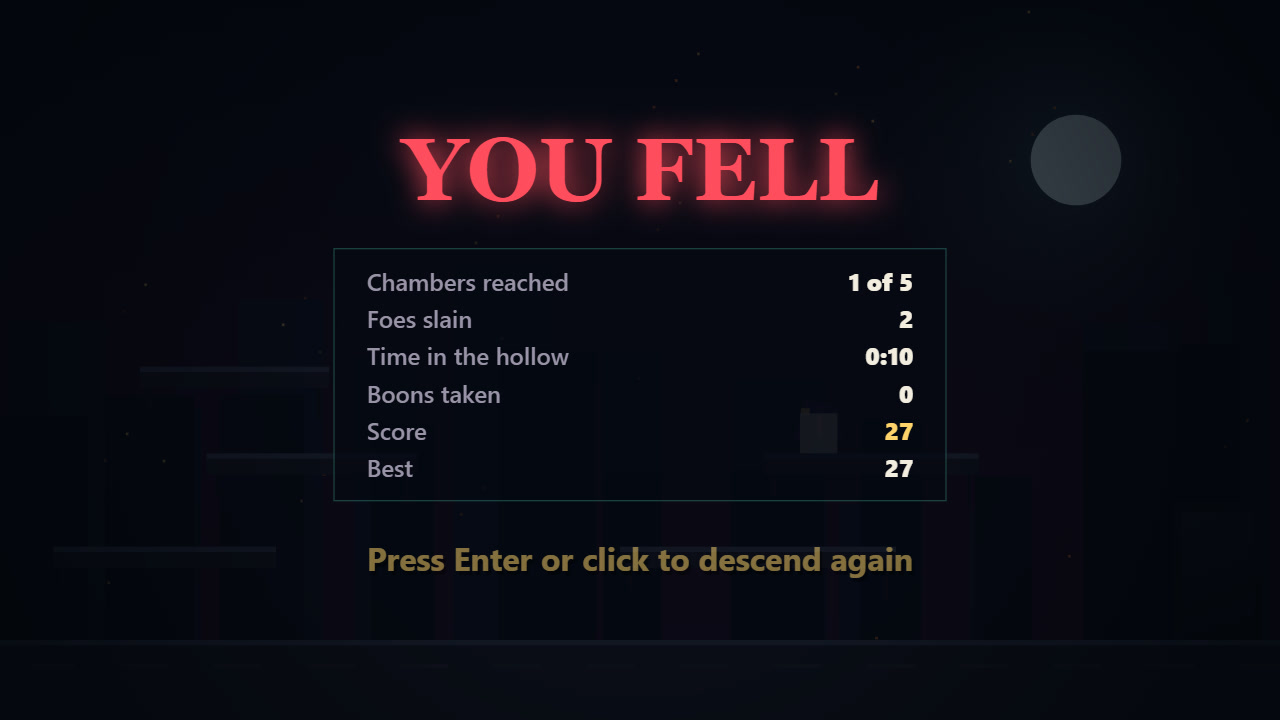 YOU FELL
Chambers reached 1 of 5
Foes slain 2
Time in the hollow 0:10
Boons taken 0
Score 27
Best 27
Press Enter or click to descend again